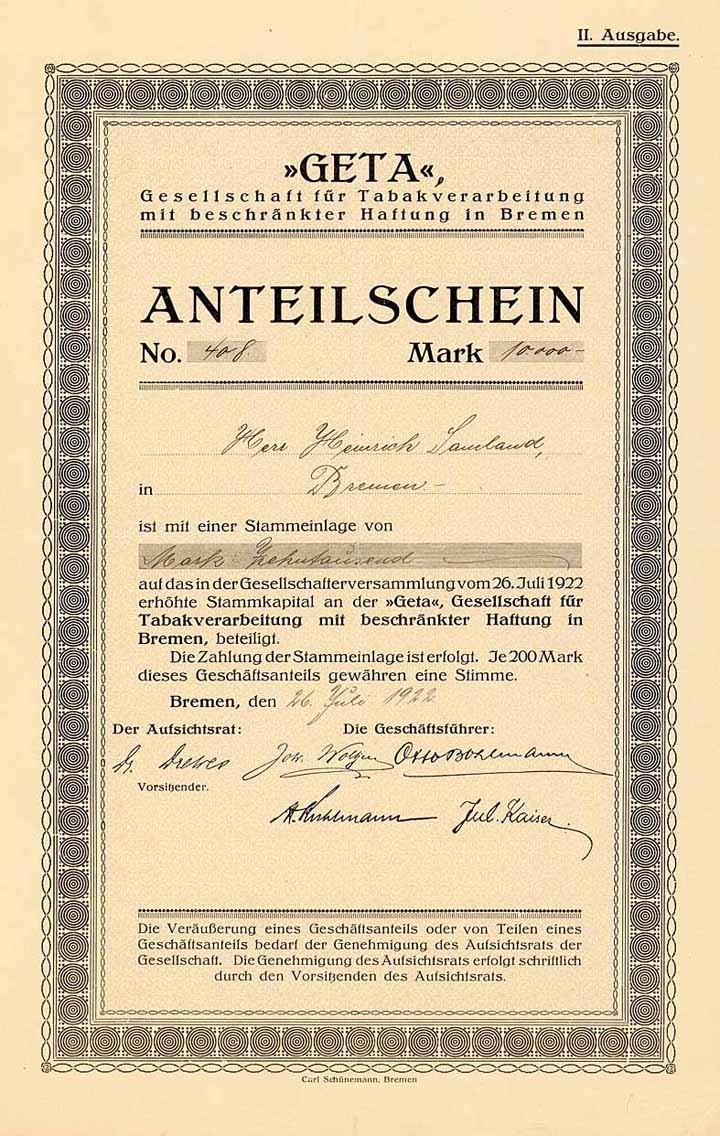 II. Ausgabe.
»GETA«,
Gesellschaft für Tabakverarbeitung
mit beschränkter Haftung in Bremen
ANTEILSCHEIN
No. 408. Mark 10000-
Herr Heinrich Samland,
in Bremen.-
ist mit einer Stammeinlage von
Mark: Zehntausend
auf das in der Gesellschafterversammlung vom 26. Juli 1922
erhöhte Stammkapital an der »Geta«, Gesellschaft für
Tabakverarbeitung mit beschränkter Haftung in
Bremen, beteiligt.
Die Zahlung der Stammeinlage ist erfolgt. Je 200 Mark
dieses Geschäftsanteils gewähren eine Stimme.
Bremen, den 26. Juli 1922
Der Aufsichtsrat: Die Geschäftsführer:
Joh. Otto Bohlmann
Vorsitzender.
Jul. Kaiser.
Die Veräußerung eines Geschäftsanteils oder von Teilen eines
Geschäftsanteils bedarf der Genehmigung des Aufsichtsrats der
Gesellschaft. Die Genehmigung des Aufsichtsrats erfolgt schriftlich
durch den Vorsitzenden des Aufsichtsrats.
Carl Schünemann, Bremen